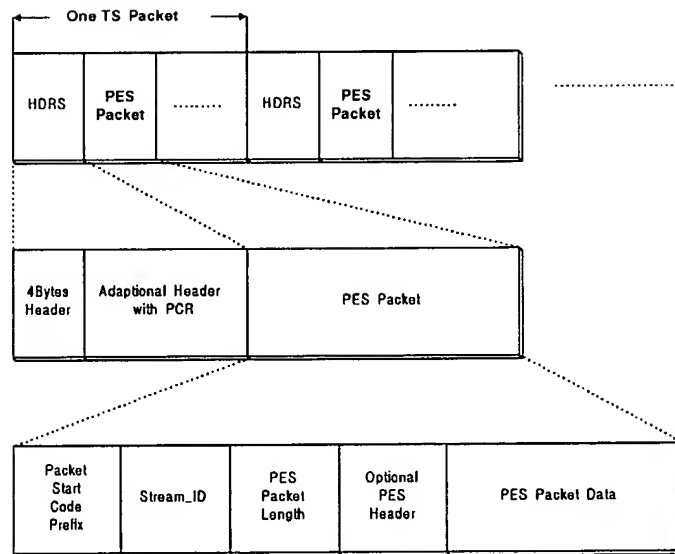 One TS Packet
HDRS
PES
Packet
........
HDRS
PES
Packet
........
4Bytes
Header
Adaptional Header
with PCR
PES Packet
Packet
Start
Code
Prefix
Stream_ID
PES
Packet
Length
Optional
PES
Header
PES Packet Data